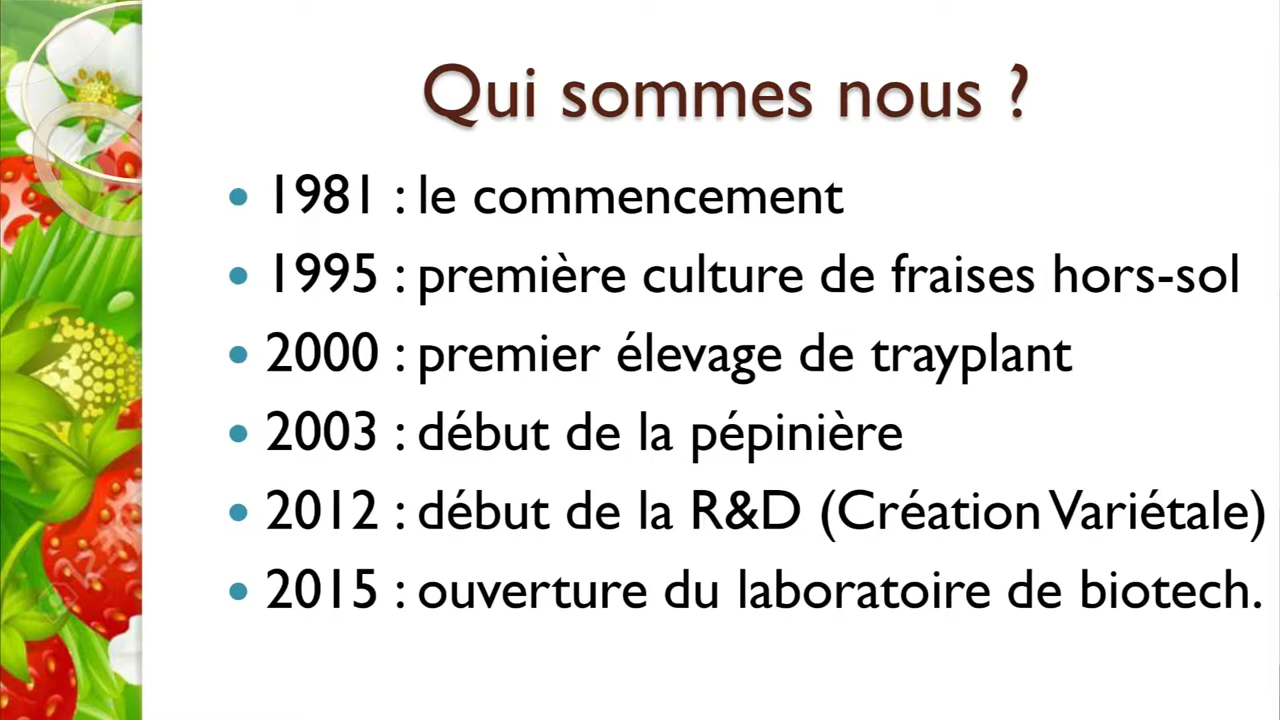 Qui sommes nous ?
• 1981 : le commencement
• 1995 : première culture de fraises hors-sol
• 2000 : premier élevage de trayplant
• 2003 : début de la pépinière
• 2012 : début de la R&D (Création Variétale)
• 2015 : ouverture du laboratoire de biotech.